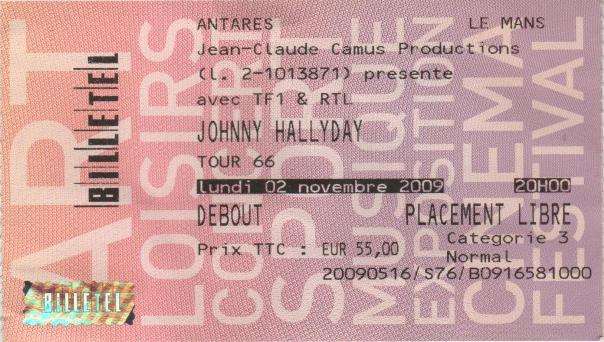 ANTARES LE MANS
Jean-Claude Camus Productions
(l. 2-1013871) presente
avec TF1 & RTL
JOHNNY HALLYDAY
TOUR 66
lundi 02 novembre 2009 20H00
DEBOUT PLACEMENT LIBRE
Prix TTC : EUR 55,00 Categorie 3
Normal
20090516/S76/B0916581000
BILLETEL
BILLETEL
ART
LOISIRS
CONCERT
SPORT
MUSIQUE
EXPOSITION
CINEMA
FESTIVAL